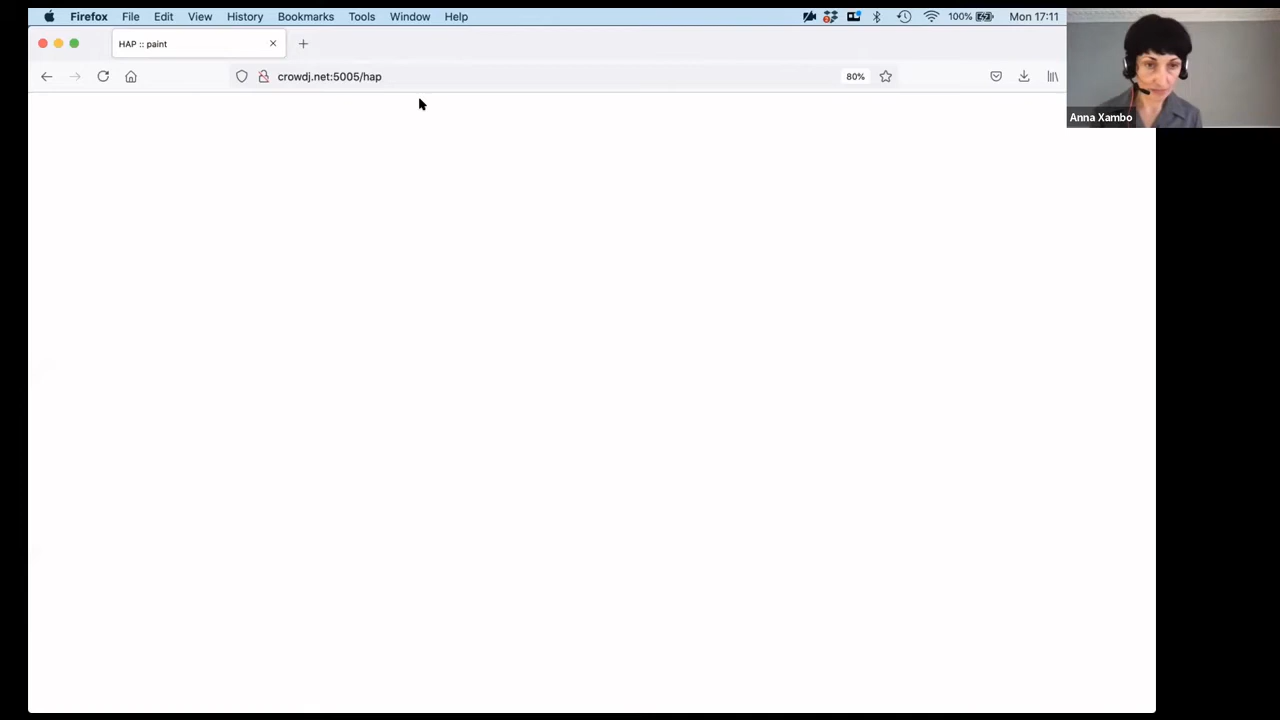 Firefox File Edit View History Bookmarks Tools Window Help 100% Mon 17:11
HAP :: paint
crowdj.net:5005/hap 80%
Anna Xambo